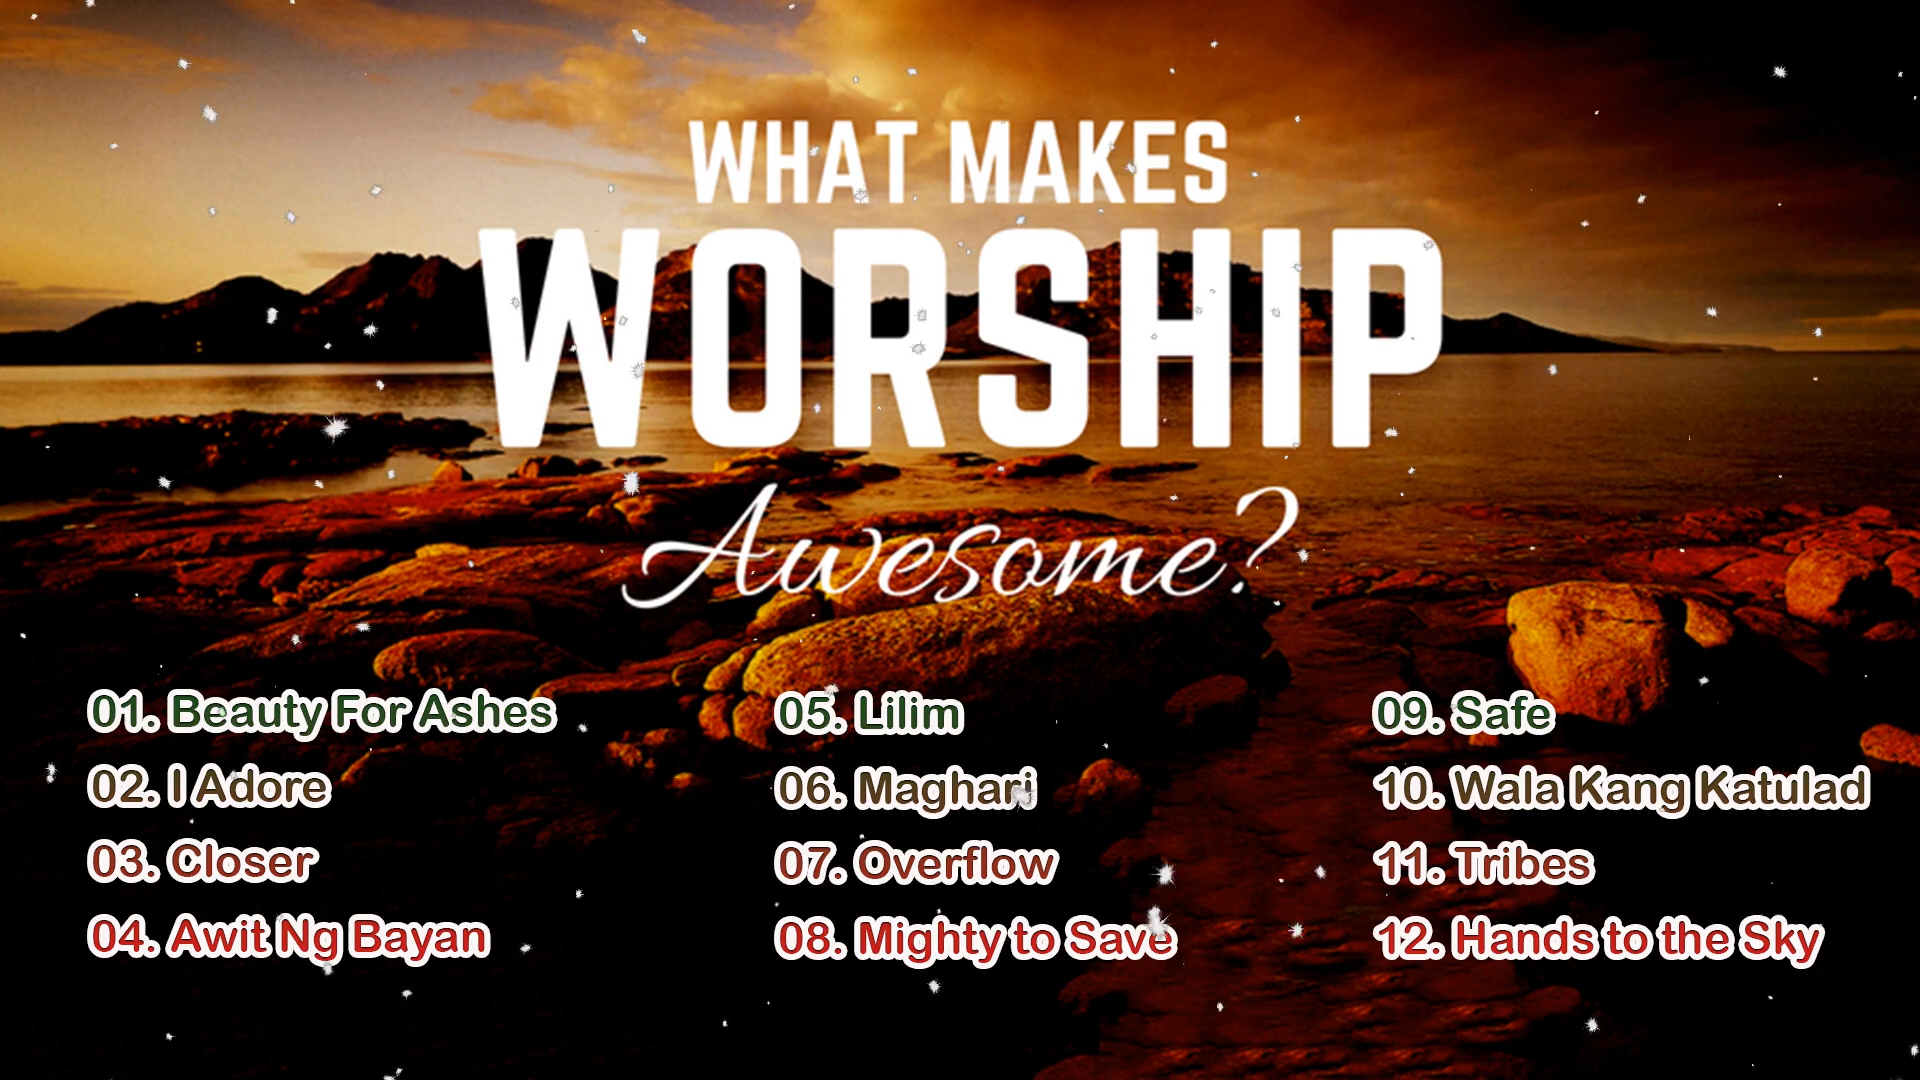 WHAT MAKES
WORSHIP
Awesome?
01. Beauty For Ashes
02. I Adore
03. Closer
04. Awit Ng Bayan
05. Lilim
06. Maghari
07. Overflow
08. Mighty to Save
09. Safe
10. Wala Kang Katulad
11. Tribes
12. Hands to the Sky